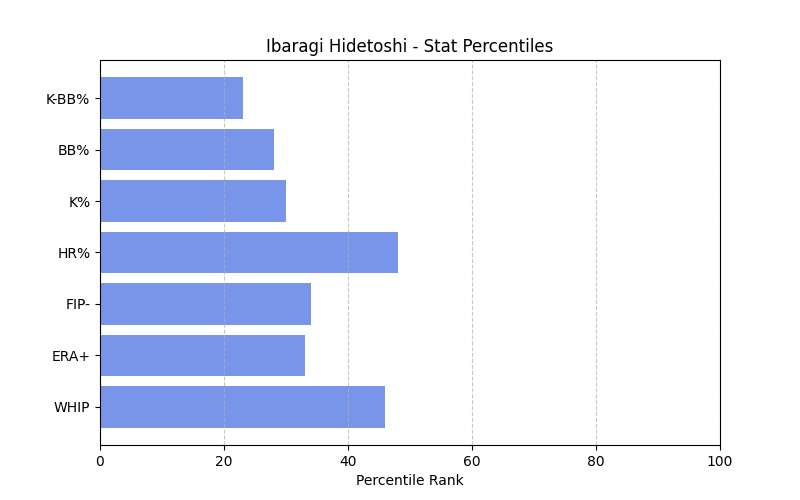 Ibaragi Hidetoshi - Stat Percentiles
K-BB%
BB%
K%
HR%
FIP-
ERA+
WHIP
0 20 40 60 80 100
Percentile Rank